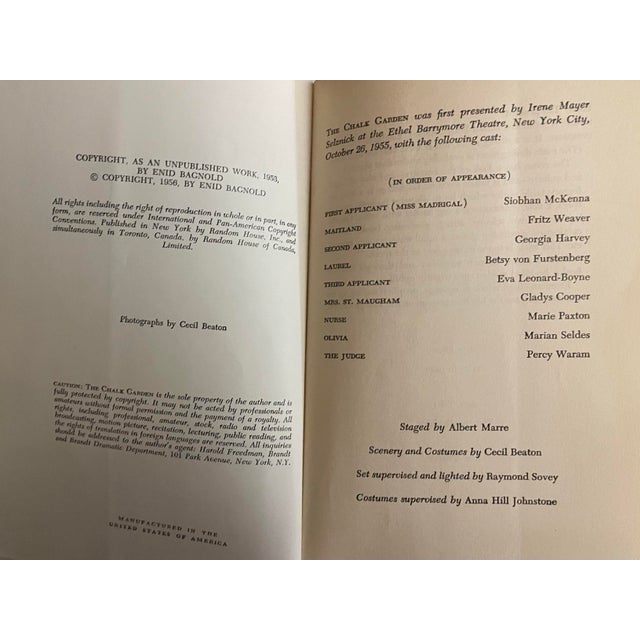 COPYRIGHT, AS AN UNPUBLISHED WORK, 1953,
BY ENID BAGNOLD
© COPYRIGHT, 1956, BY ENID BAGNOLD
All rights including the right of reproduction in whole or in part, in any
form, are reserved under International and Pan-American Copyright
Conventions. Published in New York by Random House, Inc., and
simultaneously in Toronto, Canada, by Random House of Canada,
Limited.
Photographs by Cecil Beaton
CAUTION: THE CHALK GARDEN is the sole property of the author and is
fully protected by copyright. It may not be acted by professionals or
amateurs without formal permission and the payment of a royalty. All
rights, including professional, amateur, stock, radio and television
broadcasting, motion picture, recitation, lecturing, public reading, and
the rights of translation in foreign languages are reserved. All inquiries
should be addressed to the author's agent: Harold Freedman, Brandt
and Brandt Dramatic Department, 101 Park Avenue, New York, N.Y.
MANUFACTURED IN THE
UNITED STATES OF AMERICA
THE CHALK GARDEN was first presented by Irene Mayer
Selznick at the Ethel Barrymore Theatre, New York City,
October 26, 1955, with the following cast:
(IN ORDER OF APPEARANCE)
FIRST APPLICANT (MISS MADRIGAL) Siobhan McKenna
MAITLAND Fritz Weaver
SECOND APPLICANT Georgia Harvey
LAUREL Betsy von Furstenberg
THIRD APPLICANT Eva Leonard-Boyne
MRS. ST. MAUGHAM Gladys Cooper
NURSE Marie Paxton
OLIVIA Marian Seldes
THE JUDGE Percy Waram
Staged by Albert Marre
Scenery and Costumes by Cecil Beaton
Set supervised and lighted by Raymond Sovey
Costumes supervised by Anna Hill Johnstone